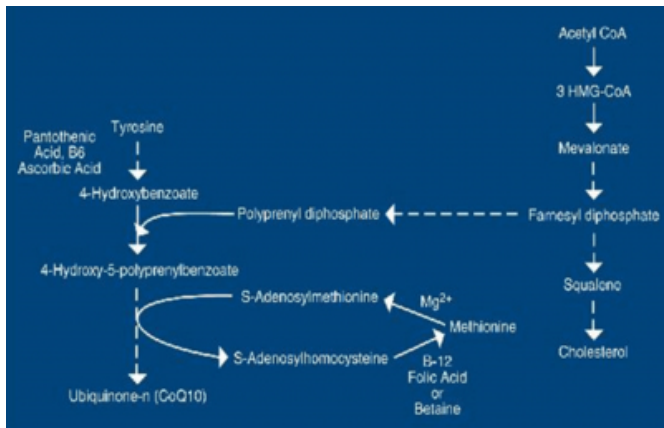 Acetyl CoA
3 HMG-CoA
Mevalonate
Farnesyl diphosphate
Squalene
Cholesterol
Tyrosine
Pantothenic
Acid, B6
Ascorbic Acid
4-Hydroxybenzoate
Polyprenyl diphosphate
4-Hydroxy-5-polyprenylbenzoate
S-Adenosylmethionine
Mg2+
Methionine
S-Adenosylhomocysteine
B-12
Folic Acid
or
Betaine
Ubiquinone-n (CoQ10)